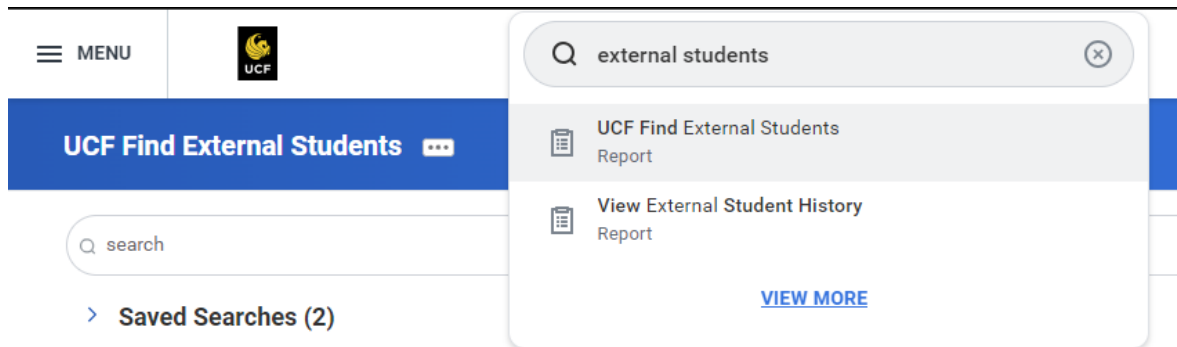 MENU
UCF
external students
UCF Find External Students
UCF Find External Students
Report
View External Student History
Report
search
VIEW MORE
Saved Searches (2)